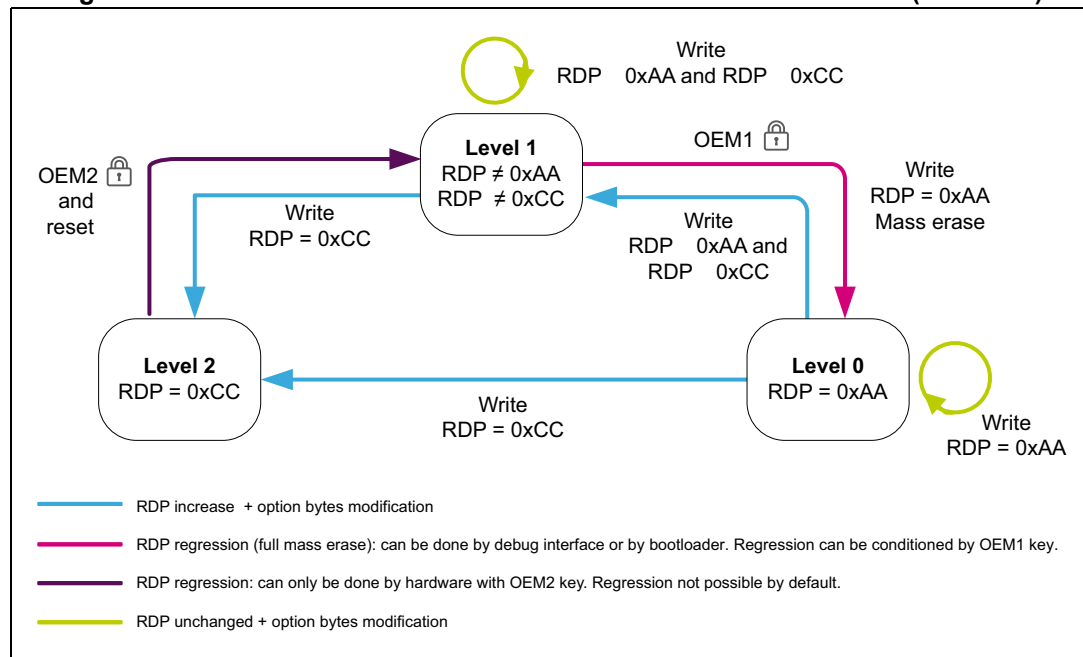 Write
RDP 0xAA and RDP 0xCC
Level 1
RDP ≠ 0xAA
RDP ≠ 0xCC
OEM1
OEM2
and
reset
Write
RDP = 0xAA
Mass erase
Write
RDP = 0xCC
Write
RDP 0xAA and
RDP 0xCC
Level 2
RDP = 0xCC
Level 0
RDP = 0xAA
Write
RDP = 0xCC
Write
RDP = 0xAA
RDP increase + option bytes modification
RDP regression (full mass erase): can be done by debug interface or by bootloader. Regression can be conditioned by OEM1 key.
RDP regression: can only be done by hardware with OEM2 key. Regression not possible by default.
RDP unchanged + option bytes modification